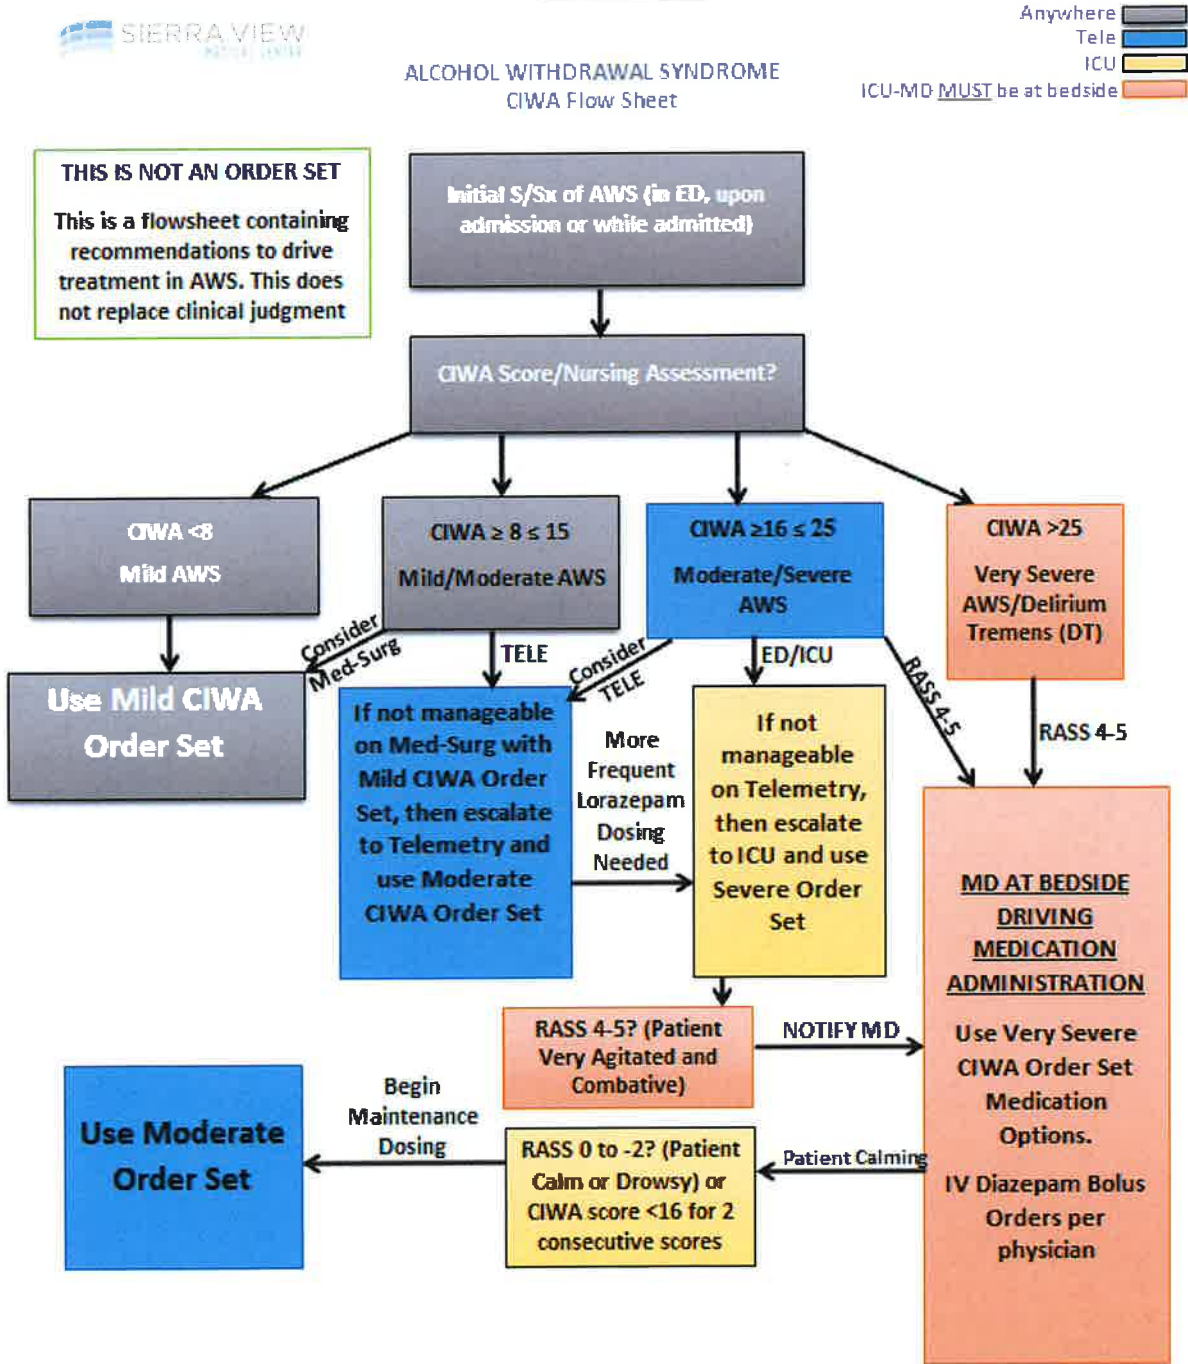 SIERRA VIEW
MEDICAL CENTER
Anywhere
Tele
ICU
ICU-MD MUST be at bedside
ALCOHOL WITHDRAWAL SYNDROME
CIWA Flow Sheet
THIS IS NOT AN ORDER SET
This is a flowsheet containing
recommendations to drive
treatment in AWS. This does
not replace clinical judgment
Initial S/Sx of AWS (in ED, upon
admission or while admitted)
CIWA Score/Nursing Assessment?
CIWA <8
Mild AWS
CIWA ≥ 8 ≤ 15
Mild/Moderate AWS
CIWA ≥16 ≤ 25
Moderate/Severe
AWS
CIWA >25
Very Severe
AWS/Delirium
Tremens (DT)
Consider
Med-Surg
TELE
Consider
TELE
ED/ICU
RASS 4-5
RASS 4-5
Use Mild CIWA
Order Set
If not manageable
on Med-Surg with
Mild CIWA Order
Set, then escalate
to Telemetry and
use Moderate
CIWA Order Set
More
Frequent
Lorazepam
Dosing
Needed
If not
manageable
on Telemetry,
then escalate
to ICU and use
Severe Order
Set
MD AT BEDSIDE
DRIVING
MEDICATION
ADMINISTRATION
Use Very Severe
CIWA Order Set
Medication
Options.
IV Diazepam Bolus
Orders per
physician
RASS 4-5? (Patient
Very Agitated and
Combative)
NOTIFY MD
Patient Calming
RASS 0 to -2? (Patient
Calm or Drowsy) or
CIWA score <16 for 2
consecutive scores
Begin
Maintenance
Dosing
Use Moderate
Order Set